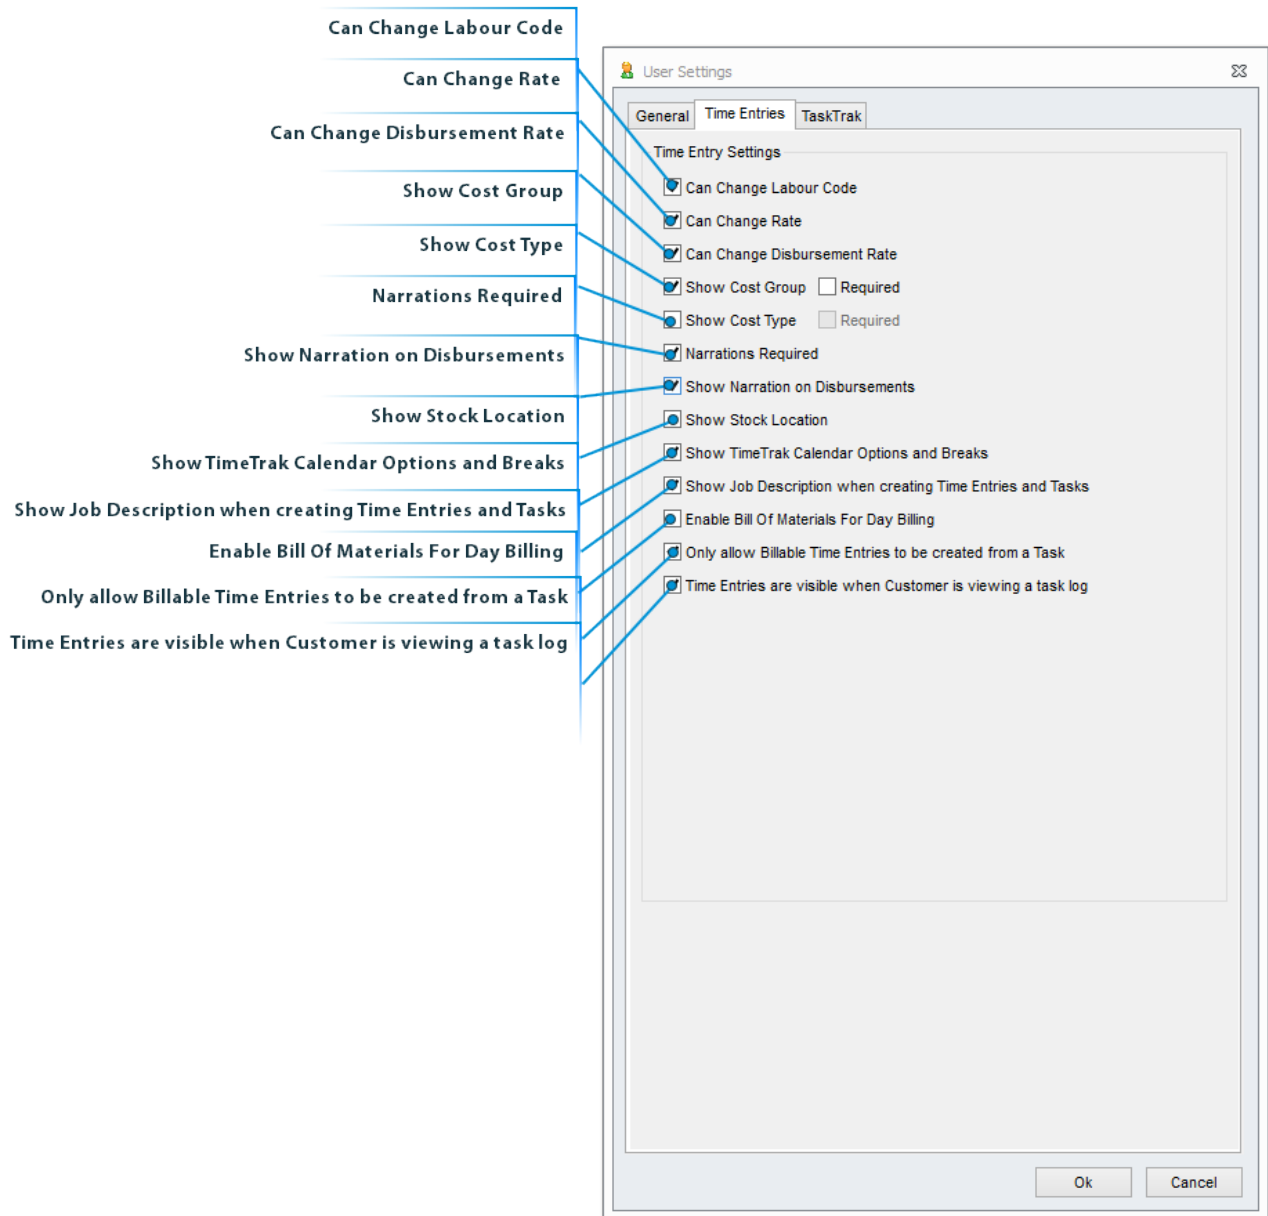 Can Change Labour Code
Can Change Rate
Can Change Disbursement Rate
Show Cost Group
Show Cost Type
Narrations Required
Show Narration on Disbursements
Show Stock Location
Show TimeTrak Calendar Options and Breaks
Show Job Description when creating Time Entries and Tasks
Enable Bill Of Materials For Day Billing
Only allow Billable Time Entries to be created from a Task
Time Entries are visible when Customer is viewing a task log
User Settings
General Time Entries TaskTrak
Time Entry Settings
Can Change Labour Code
Can Change Rate
Can Change Disbursement Rate
Show Cost Group Required
Show Cost Type Required
Narrations Required
Show Narration on Disbursements
Show Stock Location
Show TimeTrak Calendar Options and Breaks
Show Job Description when creating Time Entries and Tasks
Enable Bill Of Materials For Day Billing
Only allow Billable Time Entries to be created from a Task
Time Entries are visible when Customer is viewing a task log
Ok Cancel